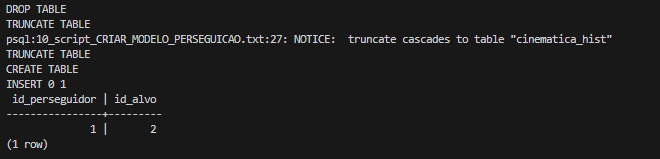 DROP TABLE
TRUNCATE TABLE
psql:10_script_CRIAR_MODELO_PERSEGUICAO.txt:27: NOTICE:  truncate cascades to table "cinematica_hist"
TRUNCATE TABLE
CREATE TABLE
INSERT 0 1
 id_perseguidor | id_alvo
----------------+---------
              1 |       2
(1 row)